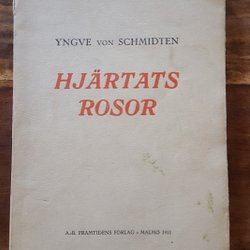 YNGVE VON SCHMIDTEN
HJÄRTATS
ROSOR
A.-B. FRAMTIDENS FÖRLAG • MALMÖ